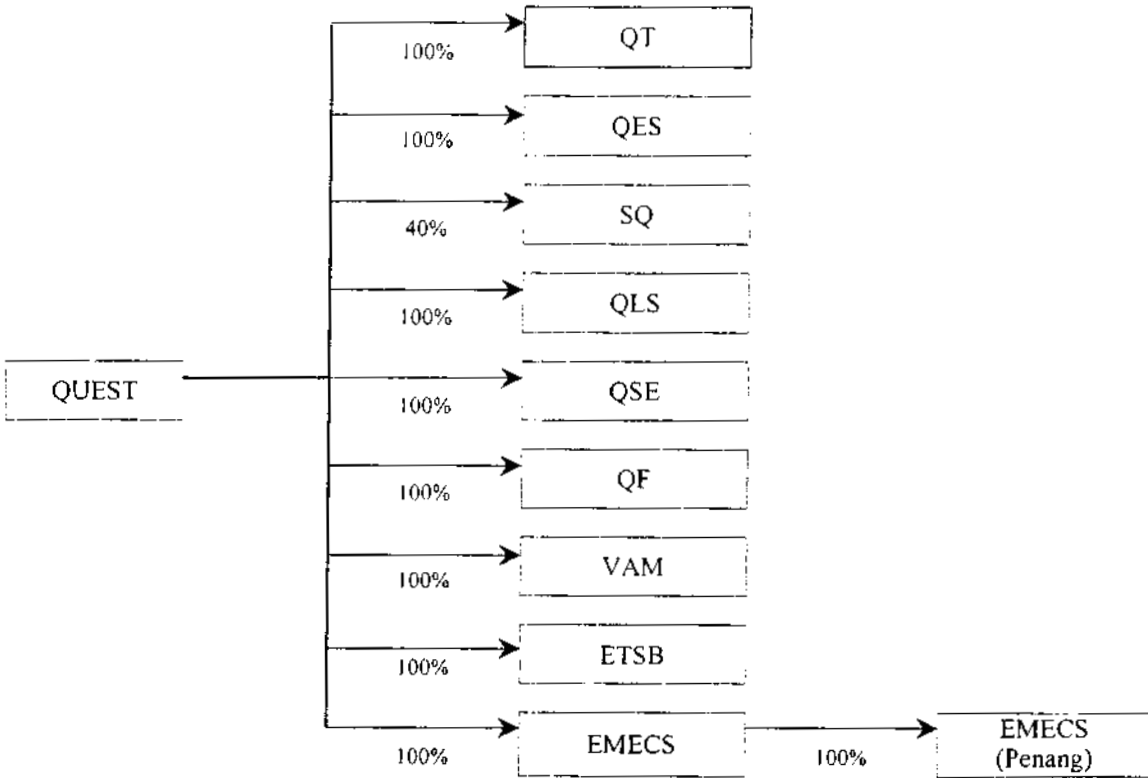 QT
100%
QES
100%
SQ
40%
QLS
100%
QUEST
QSE
100%
QF
100%
VAM
100%
ETSB
100%
EMECS
100%
EMECS
(Penang)
100%